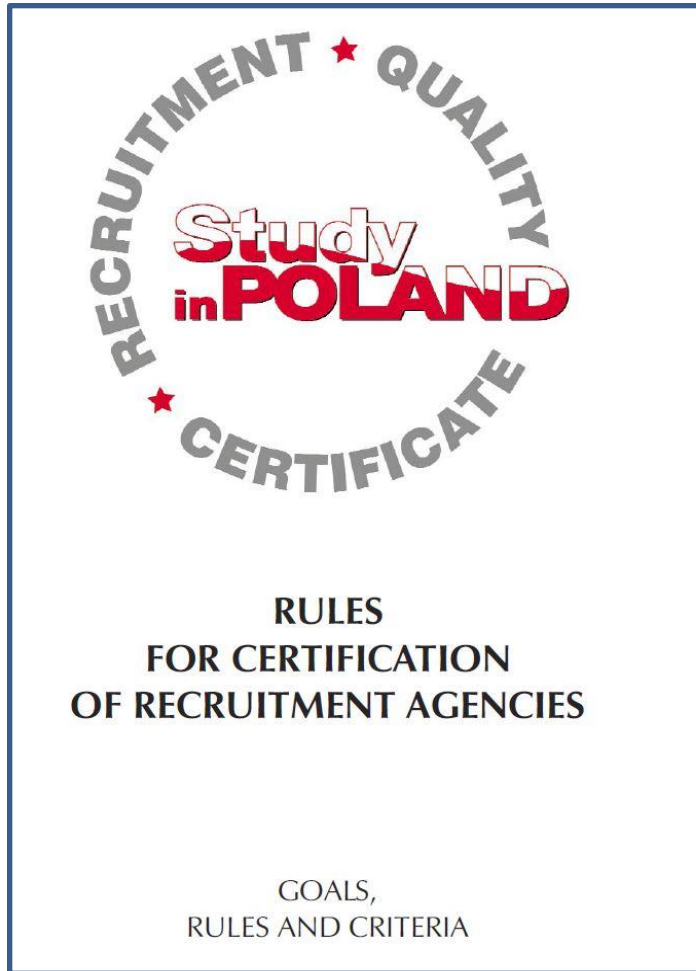 RECRUITMENT ★ QUALITY
Study
in POLAND
★ CERTIFICATE
RULES
FOR CERTIFICATION
OF RECRUITMENT AGENCIES
GOALS,
RULES AND CRITERIA